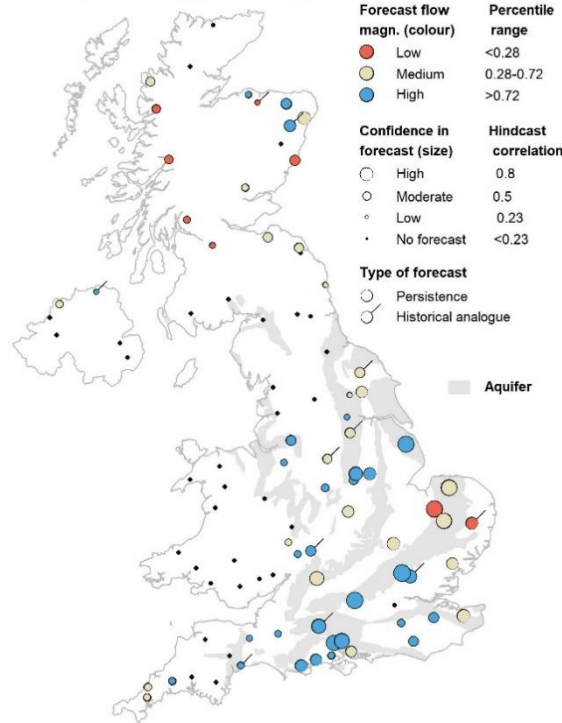 Forecast flow Percentile
magn. (colour) range
Low <0.28
Medium 0.28-0.72
High >0.72
Confidence in Hindcast
forecast (size) correlation
High 0.8
Moderate 0.5
Low 0.23
No forecast <0.23
Type of forecast
Persistence
Historical analogue
Aquifer